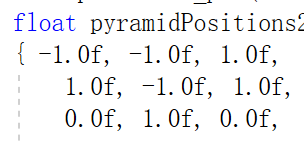 float pyramidPositions2
{ -1.0f, -1.0f, 1.0f,
1.0f, -1.0f, 1.0f,
0.0f, 1.0f, 0.0f,